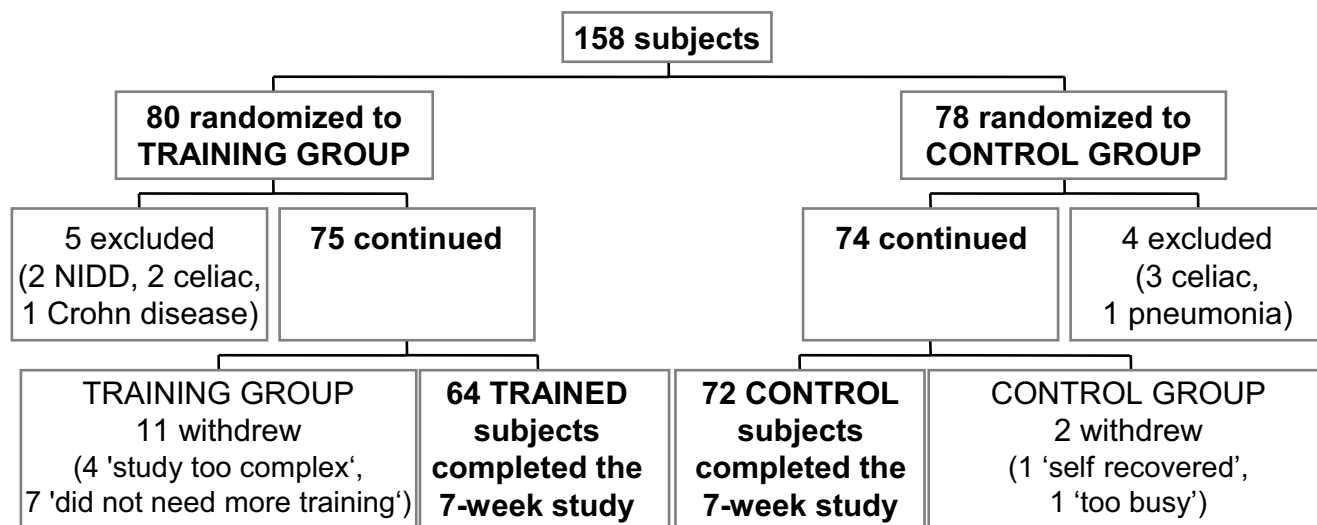 158 subjects
80 randomized to
TRAINING GROUP
78 randomized to
CONTROL GROUP
5 excluded
(2 NIDD, 2 celiac,
1 Crohn disease)
75 continued
74 continued
4 excluded
(3 celiac,
1 pneumonia)
TRAINING GROUP
11 withdrew
(4 'study too complex‘,
7 'did not need more training‘)
64 TRAINED
subjects
completed the
7-week study
72 CONTROL
subjects
completed the
7-week study
CONTROL GROUP
2 withdrew
(1 ‘self recovered’,
1 ‘too busy’)